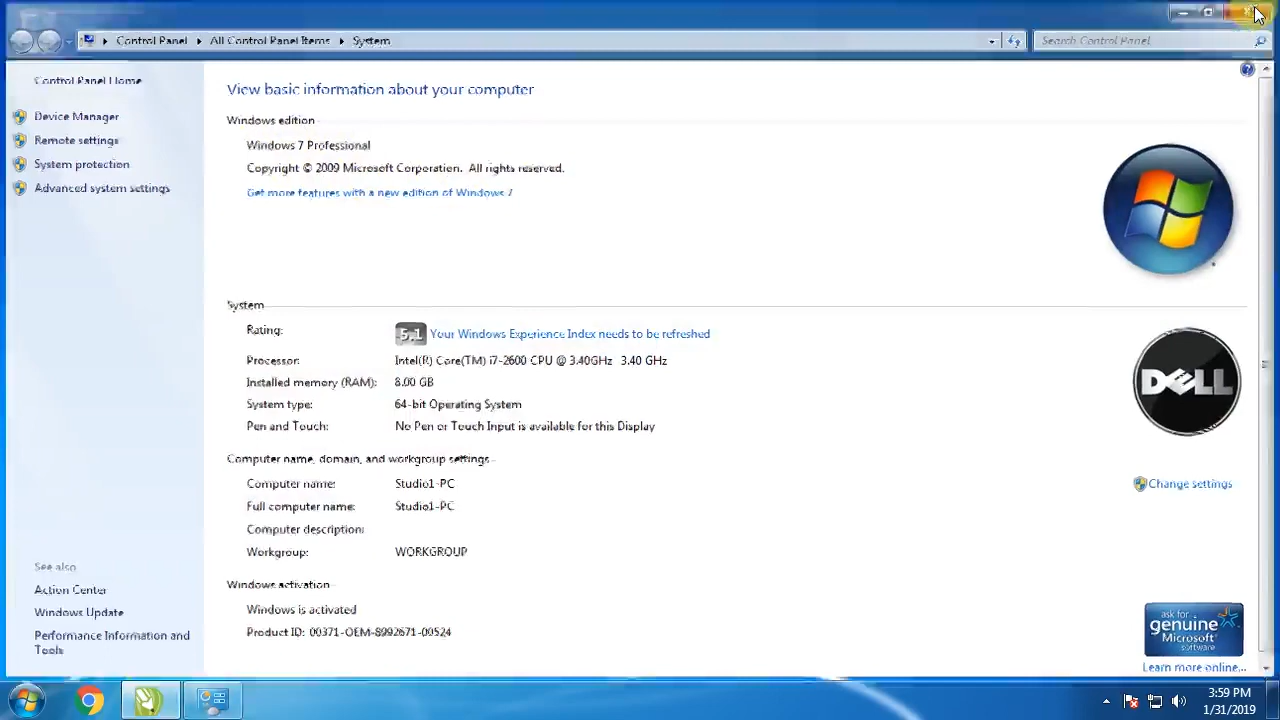 Control Panel ▸ All Control Panel Items ▸ System
Search Control Panel
Control Panel Home
Device Manager
Remote settings
System protection
Advanced system settings
See also
Action Center
Windows Update
Performance Information and
Tools
View basic information about your computer
Windows edition
Windows 7 Professional
Copyright © 2009 Microsoft Corporation. All rights reserved.
Get more features with a new edition of Windows 7
System
Rating:
5,1 Your Windows Experience Index needs to be refreshed
Processor: Intel(R) Core(TM) i7-2600 CPU @ 3.40GHz 3.40 GHz
Installed memory (RAM): 8.00 GB
System type: 64-bit Operating System
Pen and Touch: No Pen or Touch Input is available for this Display
DELL
Computer name, domain, and workgroup settings
Computer name: Studio1-PC
Change settings
Full computer name: Studio1-PC
Computer description:
Workgroup: WORKGROUP
Windows activation
Windows is activated
Product ID: 00371-OEM-8992671-00524
ask for
genuine
Microsoft
software
Learn more online...
3:59 PM
1/31/2019